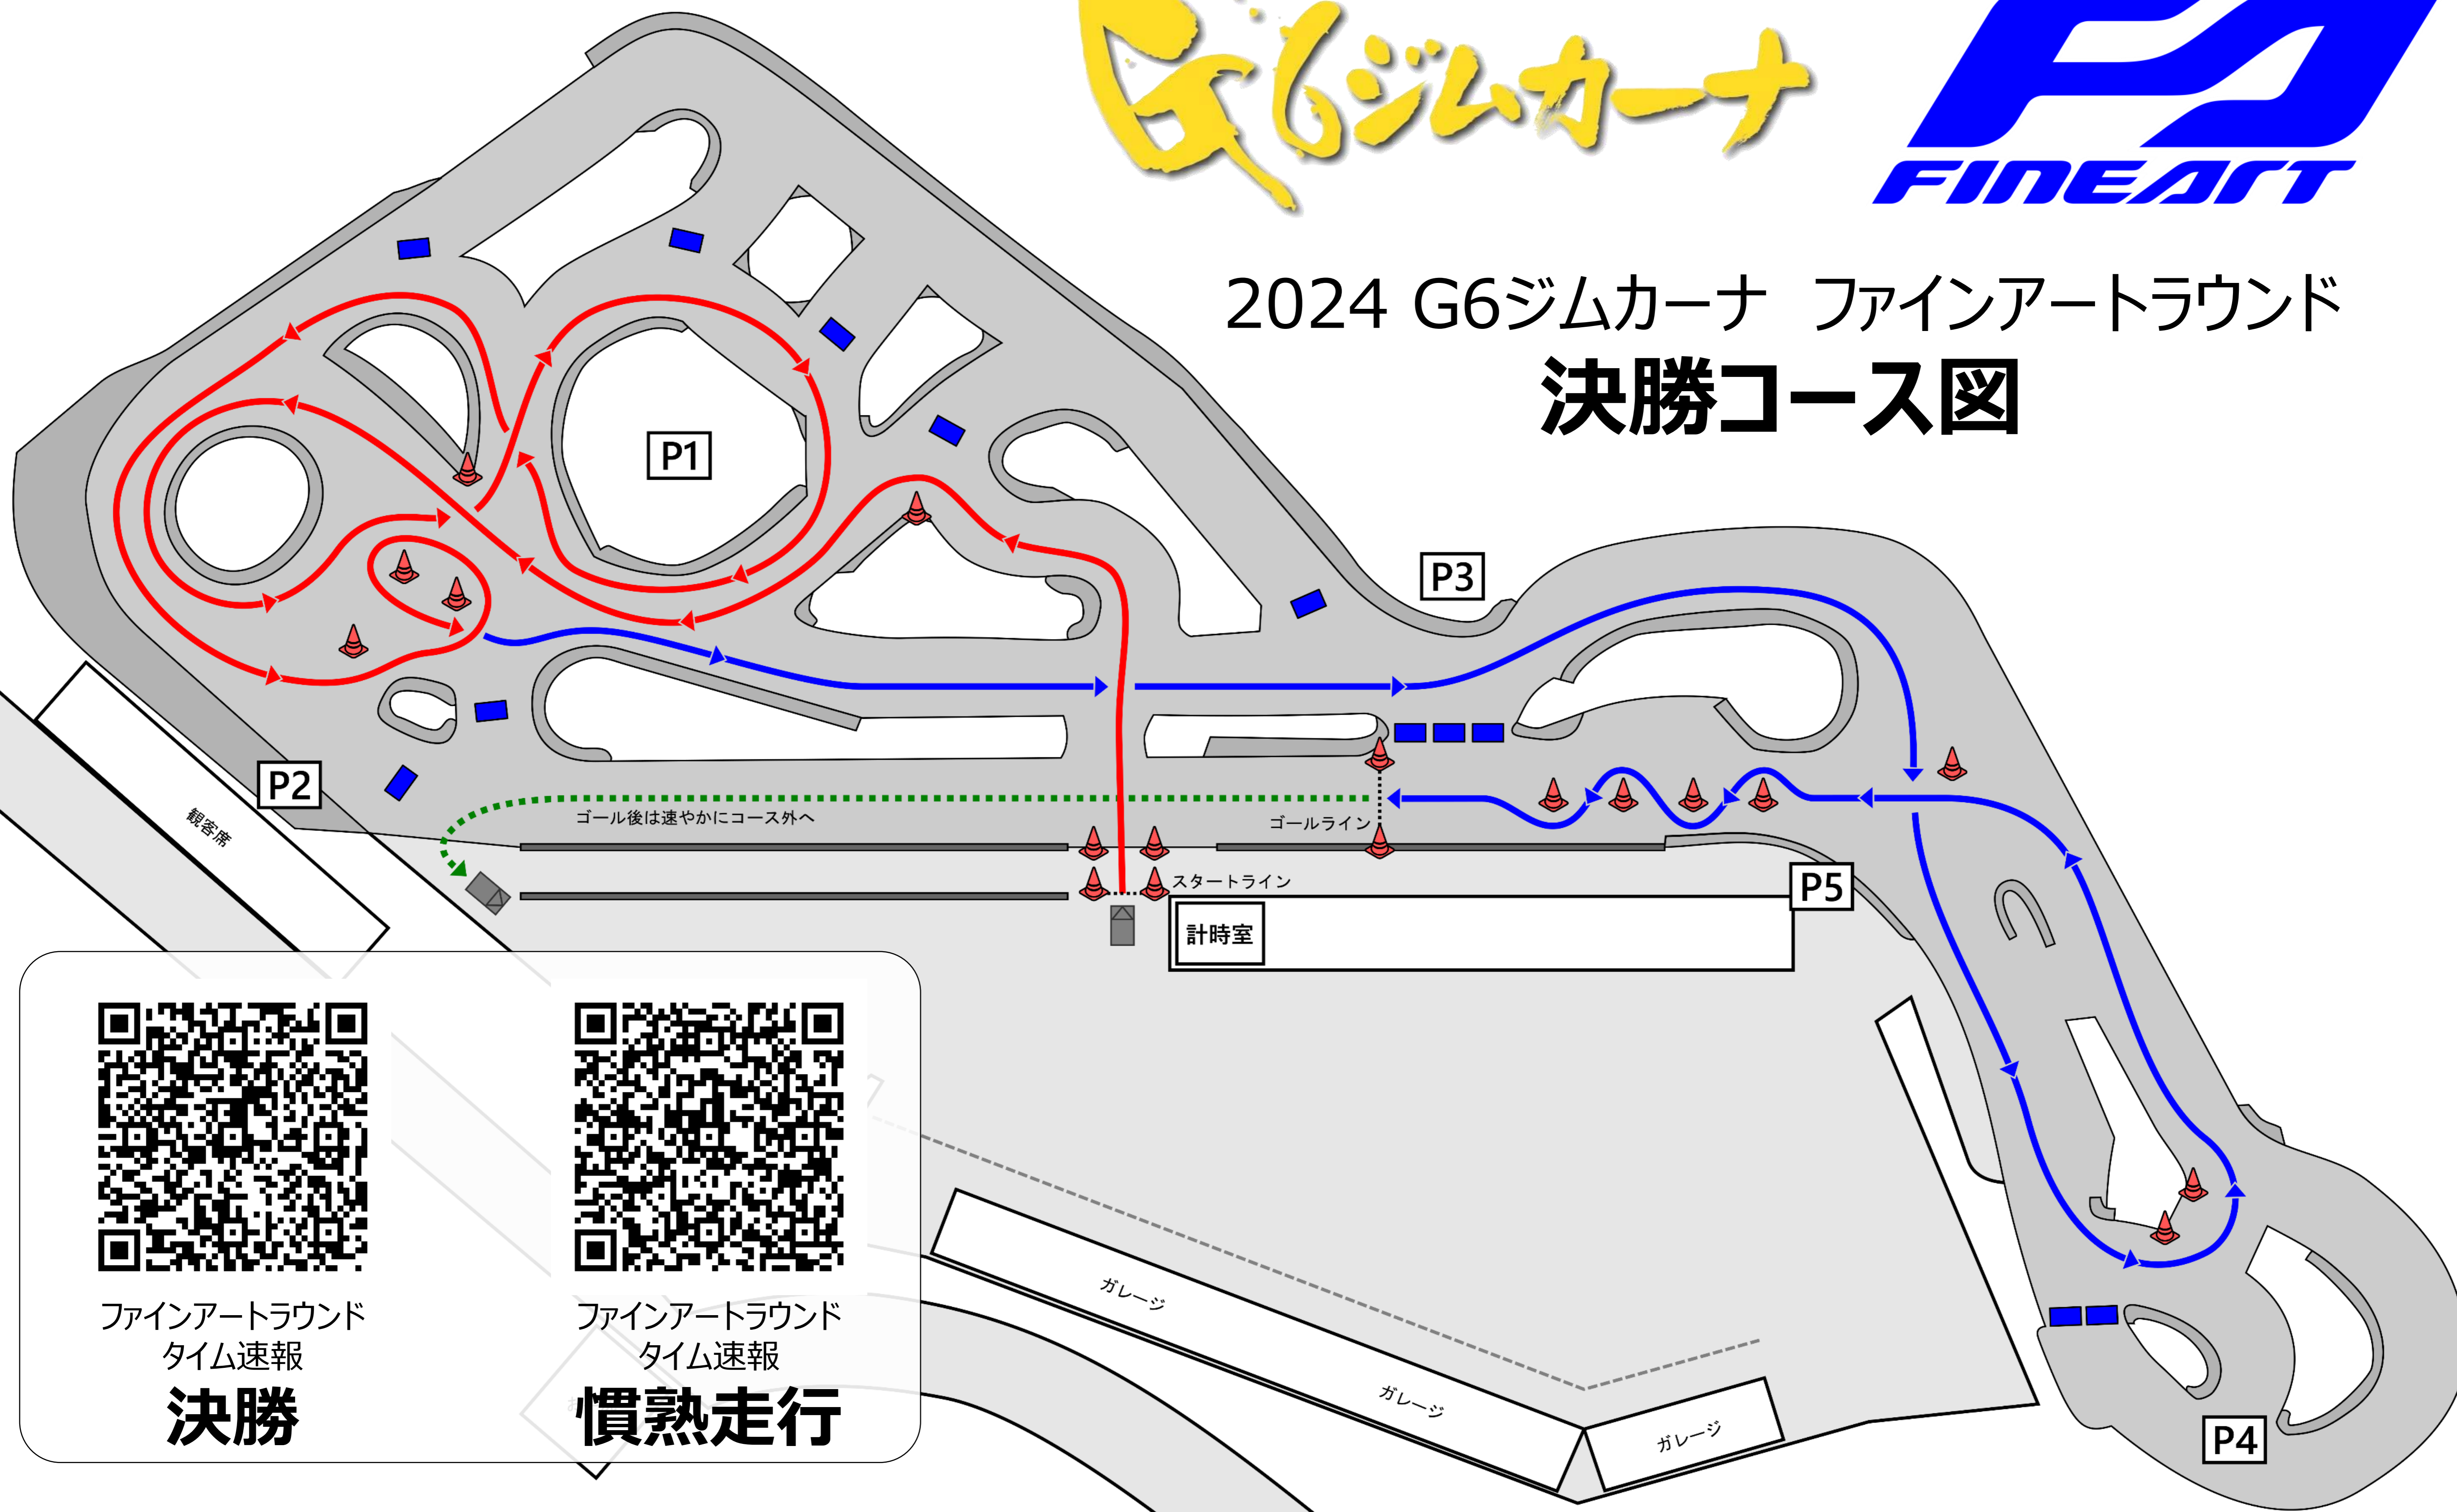 G6ジムカーナ
FINEART
2024 G6ジムカーナ ファインアートラウンド
決勝コース図
P1
P3
P2
観客席
ゴール後は速やかにコース外へ
ゴールライン
スタートライン
P5
計時室
ファインアートラウンド
タイム速報
決勝
ファインアートラウンド
タイム速報
慣熟走行
ガレージ
ガレージ
ガレージ
P4